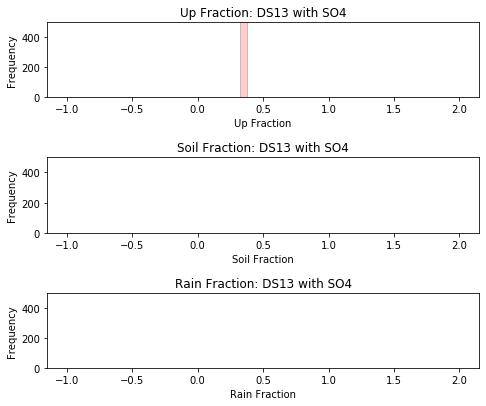 Up Fraction: DS13 with SO4
Frequency
400
200
0
−1.0 −0.5 0.0 0.5 1.0 1.5 2.0
Up Fraction
Soil Fraction: DS13 with SO4
Frequency
400
200
0
−1.0 −0.5 0.0 0.5 1.0 1.5 2.0
Soil Fraction
Rain Fraction: DS13 with SO4
Frequency
400
200
0
−1.0 −0.5 0.0 0.5 1.0 1.5 2.0
Rain Fraction